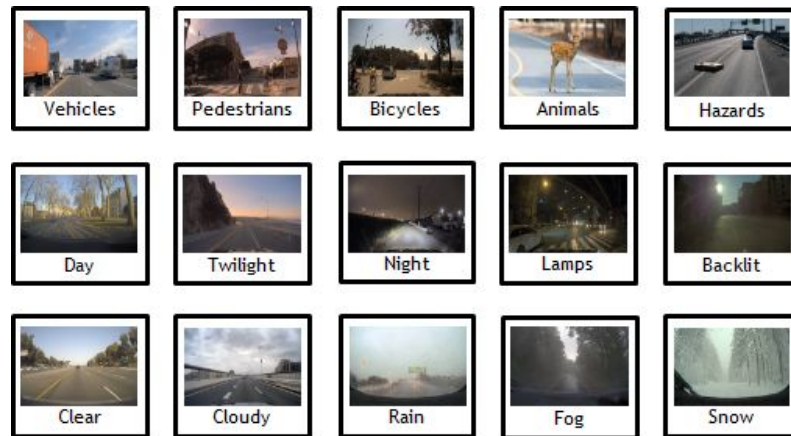 Vehicles
Pedestrians
Bicycles
Animals
Hazards
Day
Twilight
Night
Lamps
Backlit
Clear
Cloudy
Rain
Fog
Snow